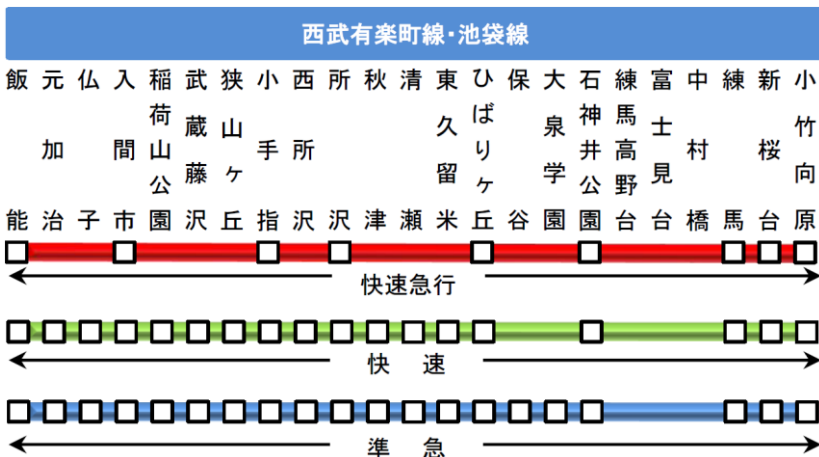 西武有楽町線・池袋線
飯能
元加治
仏子
入間市
稲荷山公園
武蔵藤沢
狭山ヶ丘
小手指
西所沢
所沢
秋津
清瀬
東久留米
ひばりヶ丘
保谷
大泉学園
石神井公園
練馬高野台
富士見台
中村橋
練馬
新桜台
小竹向原
快速急行
快速
準急